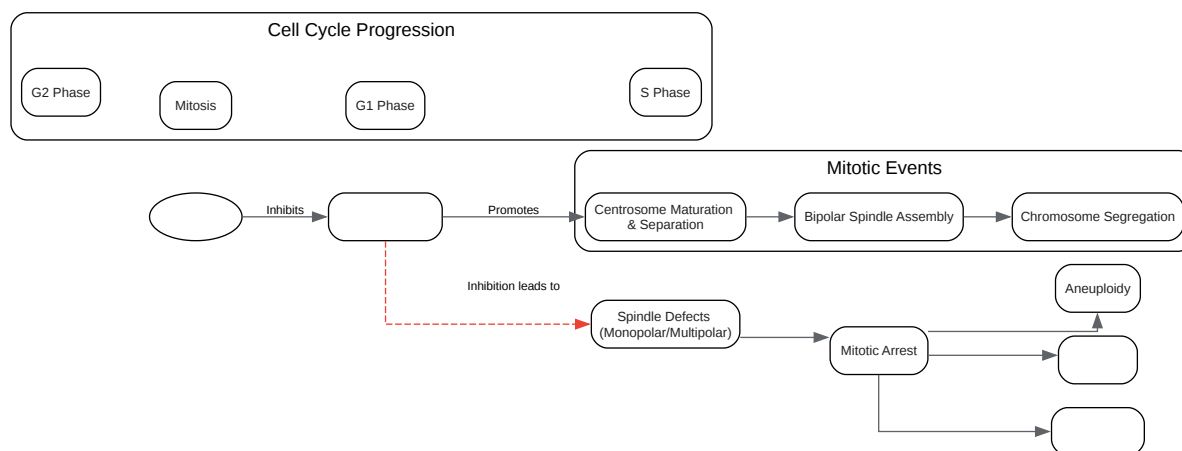 Cell Cycle Progression
G2 Phase
Mitosis
G1 Phase
S Phase
Mitotic Events
Inhibits
Promotes
Centrosome Maturation
& Separation
Bipolar Spindle Assembly
Chromosome Segregation
Inhibition leads to
Spindle Defects
(Monopolar/Multipolar)
Mitotic Arrest
Aneuploidy